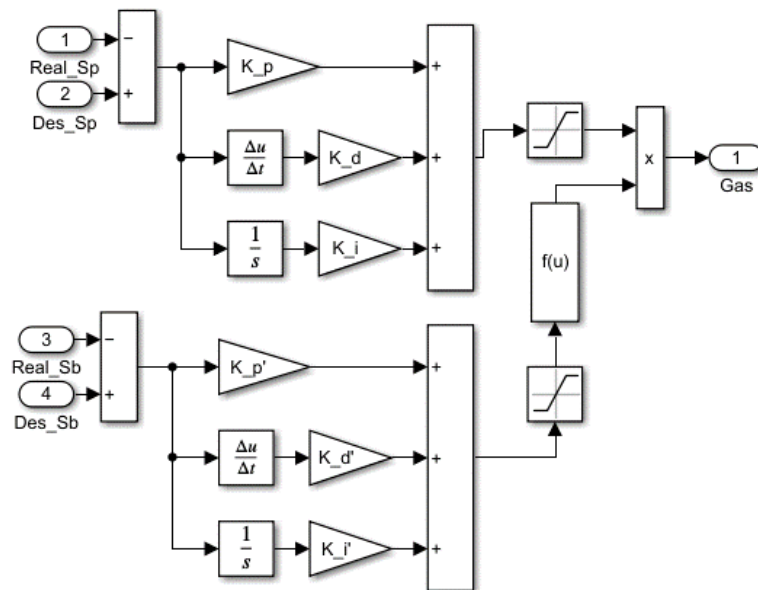 1
−
Real_Sp
2
+
Des_Sp
K_p
+
Δu
Δt
K_d
+
1
s
K_i
+
x
1
Gas
f(u)
3
−
Real_Sb
4
+
Des_Sb
K_p'
+
Δu
Δt
K_d'
+
1
s
K_i'
+